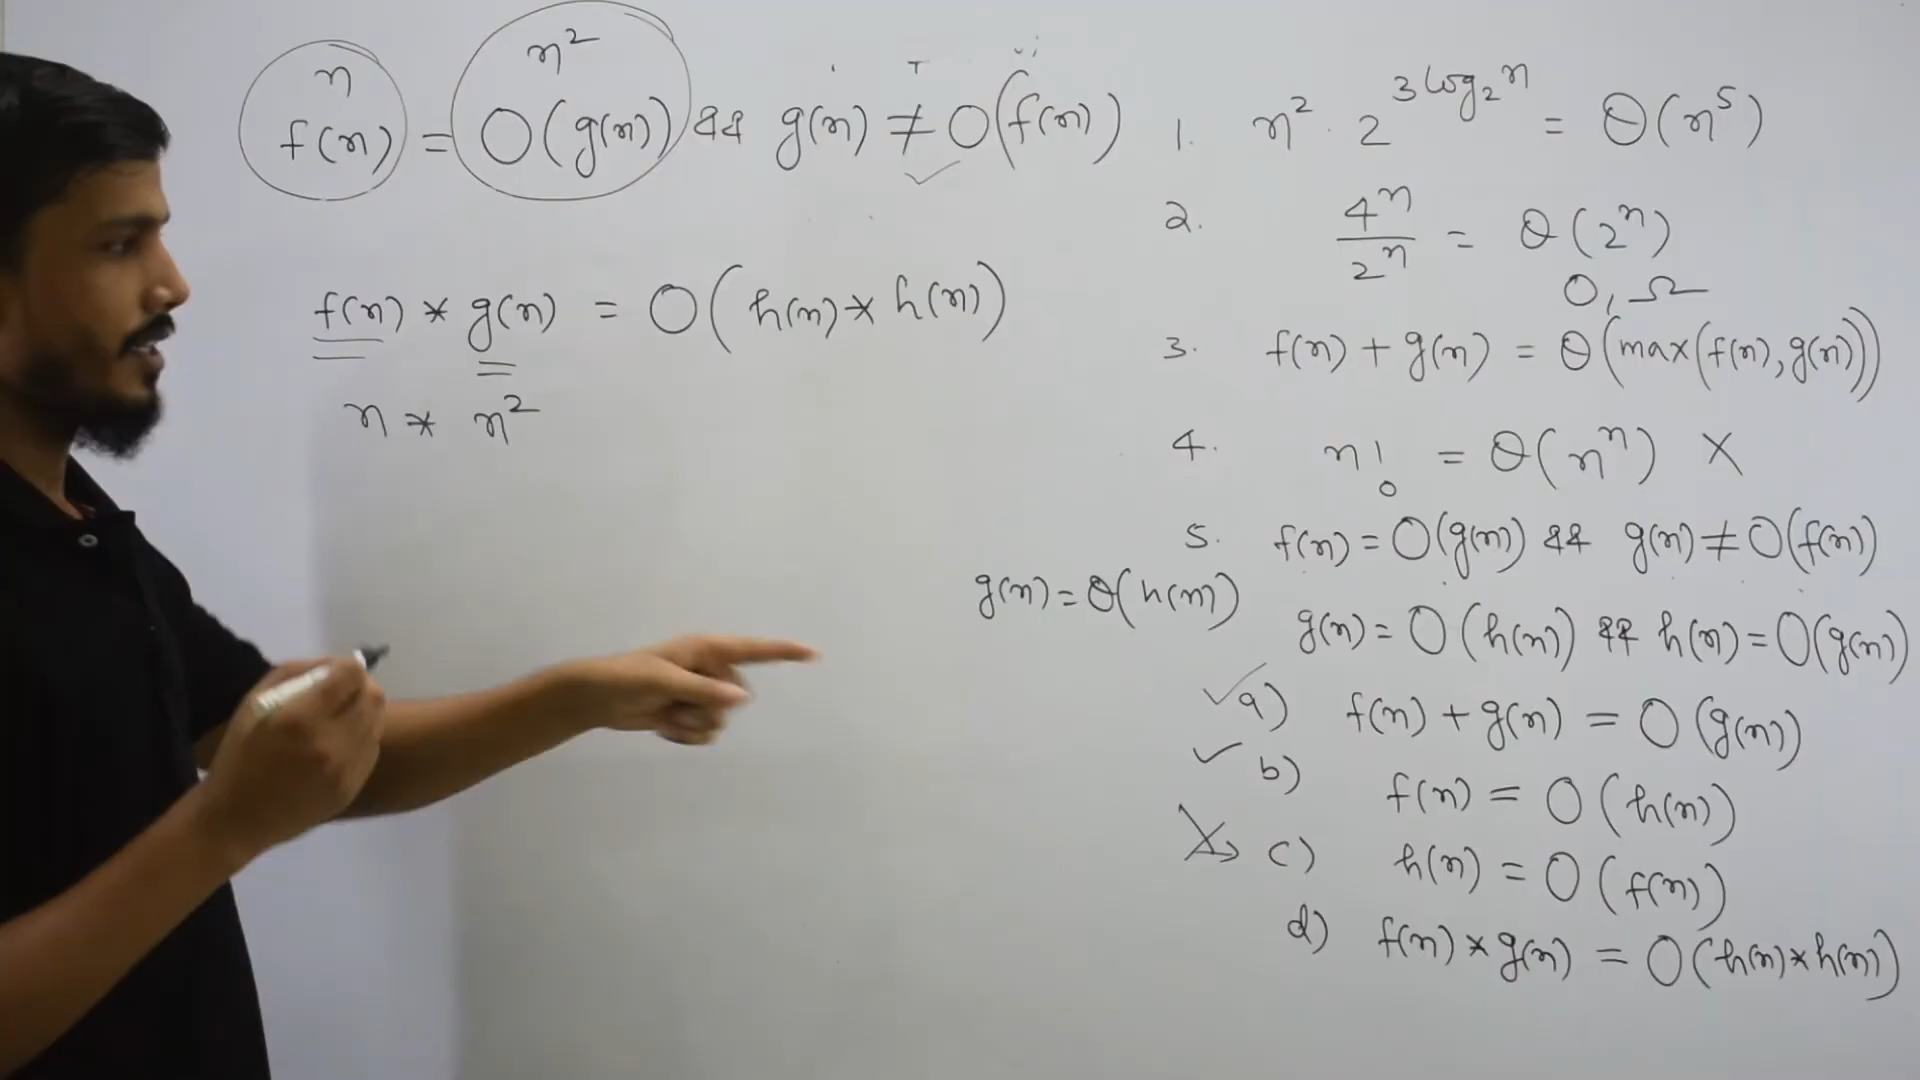 n n²
f(n) = O(g(n)) && g(n) ≠ O(f(n))
f(n) * g(n) = O(h(n) * h(n))
n * n²
1. n² · 2^(3 log₂ n) = Θ(n⁵)
2. 4ⁿ/2ⁿ = Θ(2ⁿ)
O, Ω
3. f(n) + g(n) = Θ(max(f(n), g(n)))
4. n! = Θ(nⁿ) ×
5. f(n) = O(g(n)) && g(n) ≠ O(f(n))
g(n) = Θ(h(n))
g(n) = O(h(n)) && h(n) = O(g(n))
✓ a) f(n) + g(n) = O(g(n))
✓ b) f(n) = O(h(n))
X→ c) h(n) = O(f(n))
d) f(n) * g(n) = O(h(n) * h(n))